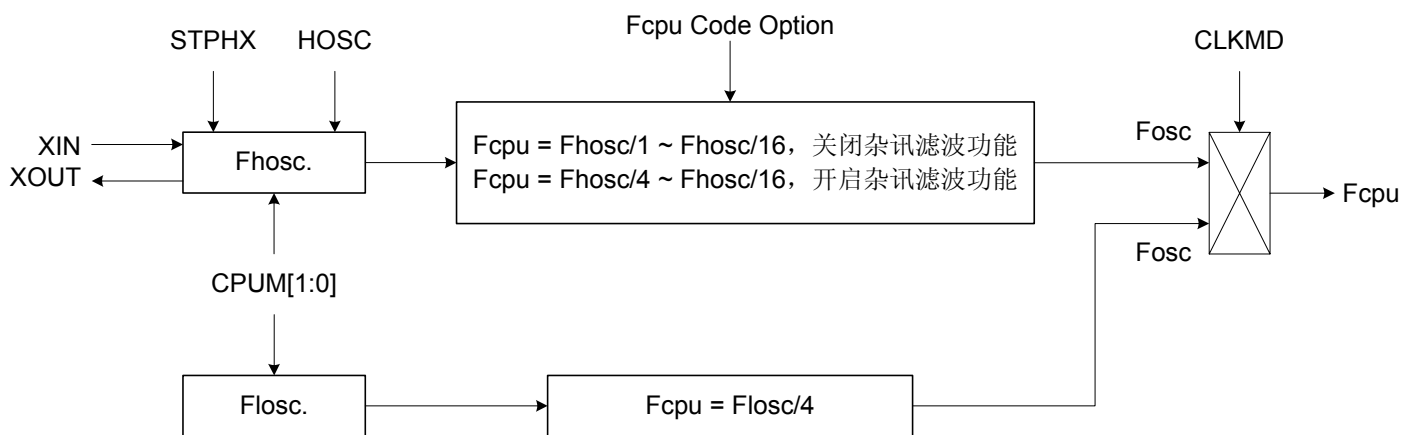 Fcpu Code Option
STPHX
HOSC
CLKMD
XIN
XOUT
Fhosc.
Fcpu = Fhosc/1 ~ Fhosc/16，关闭杂讯滤波功能
Fcpu = Fhosc/4 ~ Fhosc/16，开启杂讯滤波功能
Fosc
Fcpu
Fosc
CPUM[1:0]
Flosc.
Fcpu = Flosc/4